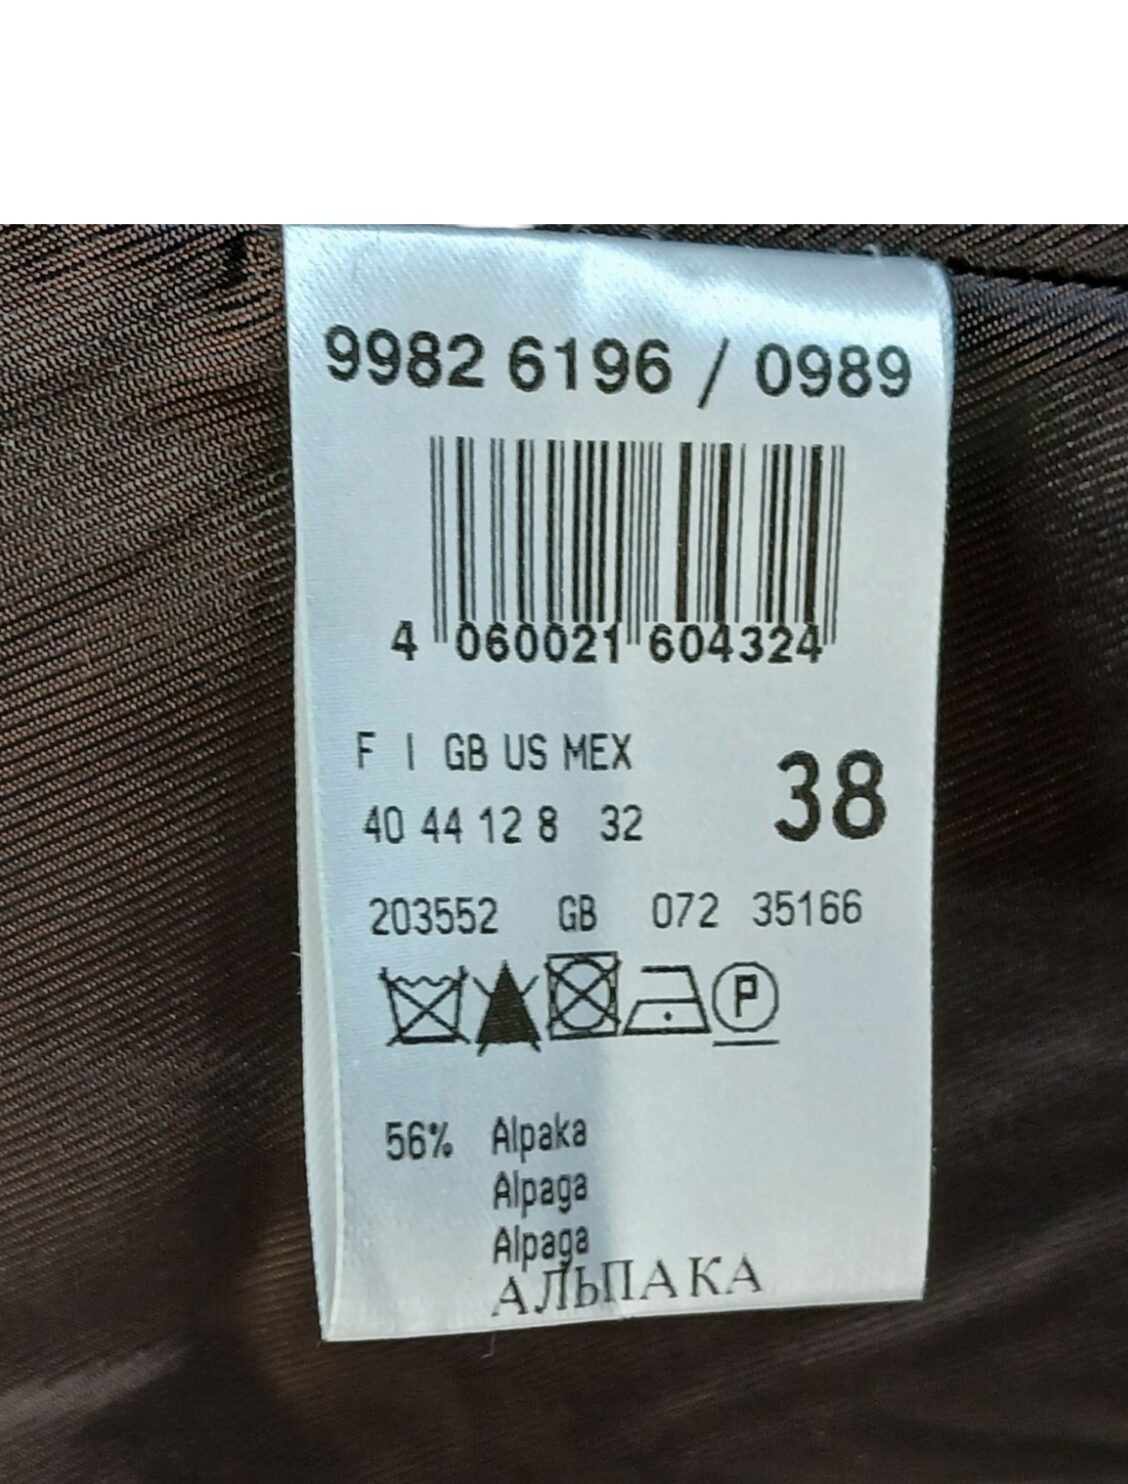 9982 6196 / 0989
4 060021 604324
F I GB US MEX
40 44 12 8 32
38
203552 GB 072 35166
P
56% Alpaka
Alpaga
Alpaga
АЛЬПАКА